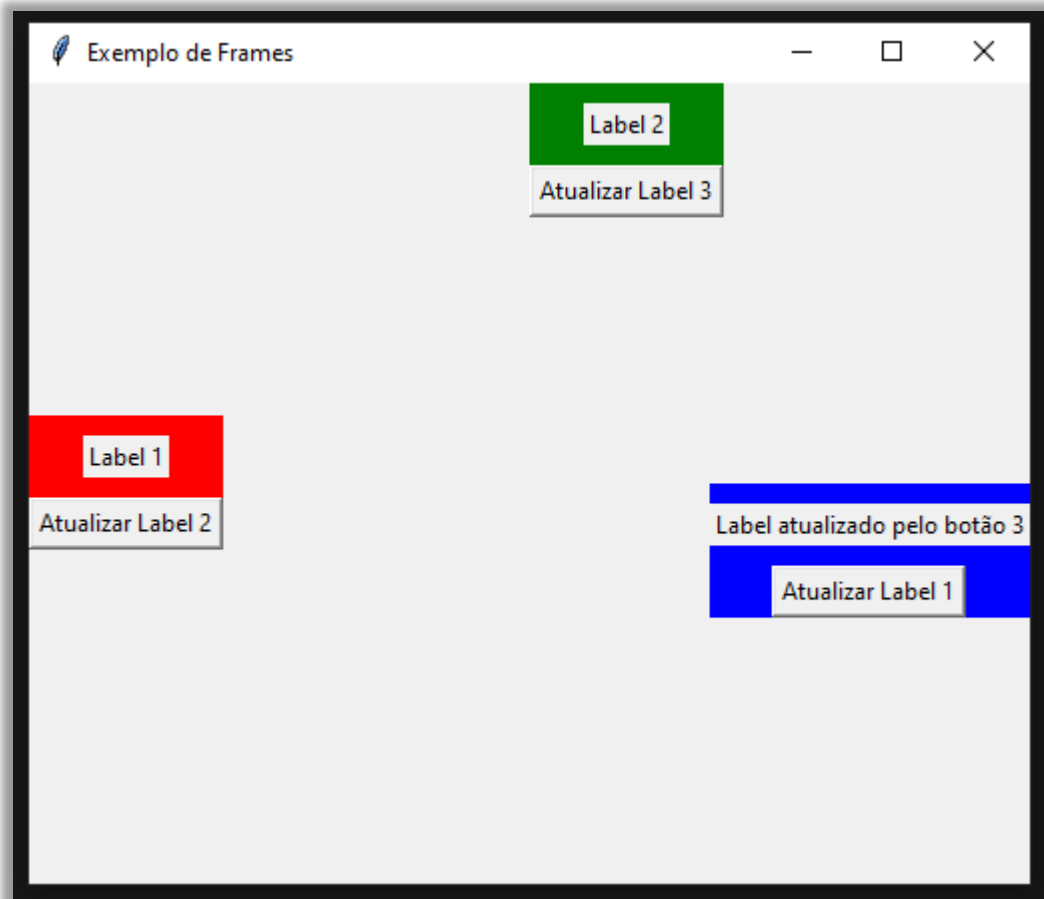 Exemplo de Frames
Label 2
Atualizar Label 3
Label 1
Atualizar Label 2
Label atualizado pelo botão 3
Atualizar Label 1